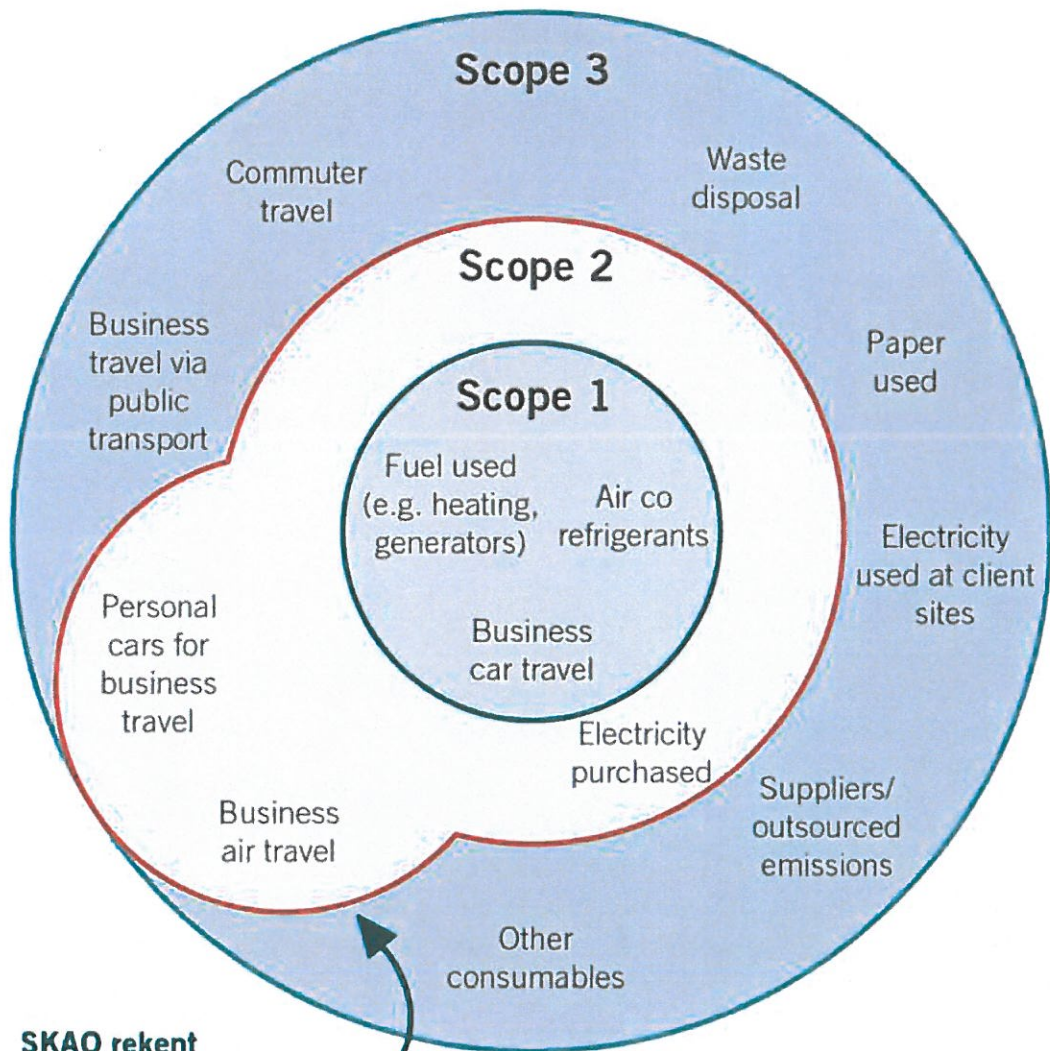 Scope 3
Commuter
travel
Waste
disposal
Scope 2
Business
travel via
public
transport
Paper
used
Scope 1
Fuel used
(e.g. heating,
generators)
Air co
refrigerants
Electricity
used at client
sites
Personal
cars for
business
travel
Business
car travel
Electricity
purchased
Suppliers/
outsourced
emissions
Business
air travel
Other
consumables
SKAO rekent